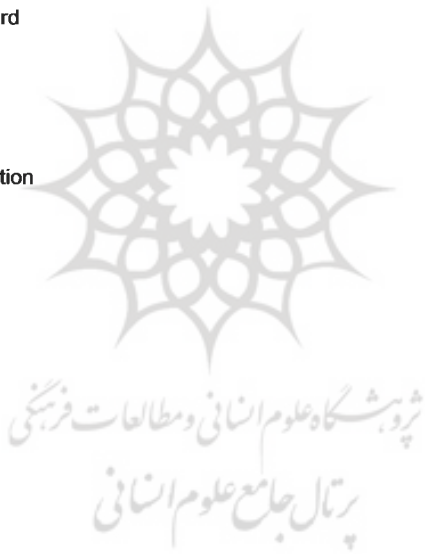 rd
tion
پژوهشگاه علوم انسانی و مطالعات فرهنگی
پرتال جامع علوم انسانی